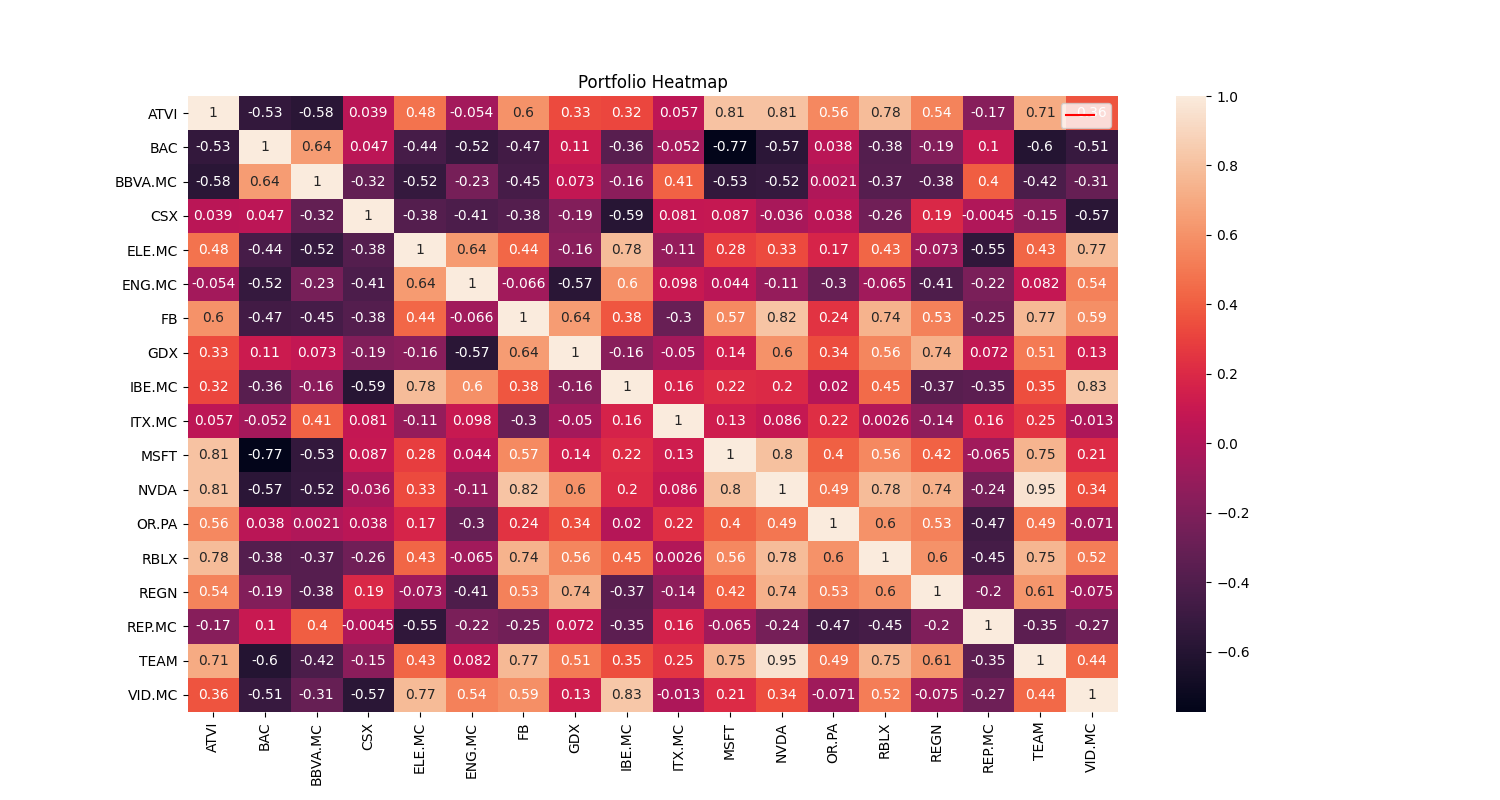 Portfolio Heatmap
ATVI 1 -0.53 -0.58 0.039 0.48 -0.054 0.6 0.33 0.32 0.057 0.81 0.81 0.56 0.78 0.54 -0.17 0.71 0.36
BAC -0.53 1 0.64 0.047 -0.44 -0.52 -0.47 0.11 -0.36 -0.052 -0.77 -0.57 0.038 -0.38 -0.19 0.1 -0.6 -0.51
BBVA.MC -0.58 0.64 1 -0.32 -0.52 -0.23 -0.45 0.073 -0.16 0.41 -0.53 -0.52 0.0021 -0.37 -0.38 0.4 -0.42 -0.31
CSX 0.039 0.047 -0.32 1 -0.38 -0.41 -0.38 -0.19 -0.59 0.081 0.087 -0.036 0.038 -0.26 0.19 -0.0045 -0.15 -0.57
ELE.MC 0.48 -0.44 -0.52 -0.38 1 0.64 0.44 -0.16 0.78 -0.11 0.28 0.33 0.17 0.43 -0.073 -0.55 0.43 0.77
ENG.MC -0.054 -0.52 -0.23 -0.41 0.64 1 -0.066 -0.57 0.6 0.098 0.044 -0.11 -0.3 -0.065 -0.41 -0.22 0.082 0.54
FB 0.6 -0.47 -0.45 -0.38 0.44 -0.066 1 0.64 0.38 -0.3 0.57 0.82 0.24 0.74 0.53 -0.25 0.77 0.59
GDX 0.33 0.11 0.073 -0.19 -0.16 -0.57 0.64 1 -0.16 -0.05 0.14 0.6 0.34 0.56 0.74 0.072 0.51 0.13
IBE.MC 0.32 -0.36 -0.16 -0.59 0.78 0.6 0.38 -0.16 1 0.16 0.22 0.2 0.02 0.45 -0.37 -0.35 0.35 0.83
ITX.MC 0.057 -0.052 0.41 0.081 -0.11 0.098 -0.3 -0.05 0.16 1 0.13 0.086 0.22 0.0026 -0.14 0.16 0.25 -0.013
MSFT 0.81 -0.77 -0.53 0.087 0.28 0.044 0.57 0.14 0.22 0.13 1 0.8 0.4 0.56 0.42 -0.065 0.75 0.21
NVDA 0.81 -0.57 -0.52 -0.036 0.33 -0.11 0.82 0.6 0.2 0.086 0.8 1 0.49 0.78 0.74 -0.24 0.95 0.34
OR.PA 0.56 0.038 0.0021 0.038 0.17 -0.3 0.24 0.34 0.02 0.22 0.4 0.49 1 0.6 0.53 -0.47 0.49 -0.071
RBLX 0.78 -0.38 -0.37 -0.26 0.43 -0.065 0.74 0.56 0.45 0.0026 0.56 0.78 0.6 1 0.6 -0.45 0.75 0.52
REGN 0.54 -0.19 -0.38 0.19 -0.073 -0.41 0.53 0.74 -0.37 -0.14 0.42 0.74 0.53 0.6 1 -0.2 0.61 -0.075
REP.MC -0.17 0.1 0.4 -0.0045 -0.55 -0.22 -0.25 0.072 -0.35 0.16 -0.065 -0.24 -0.47 -0.45 -0.2 1 -0.35 -0.27
TEAM 0.71 -0.6 -0.42 -0.15 0.43 0.082 0.77 0.51 0.35 0.25 0.75 0.95 0.49 0.75 0.61 -0.35 1 0.44
VID.MC 0.36 -0.51 -0.31 -0.57 0.77 0.54 0.59 0.13 0.83 -0.013 0.21 0.34 -0.071 0.52 -0.075 -0.27 0.44 1
ATVI BAC BBVA.MC CSX ELE.MC ENG.MC FB GDX IBE.MC ITX.MC MSFT NVDA OR.PA RBLX REGN REP.MC TEAM VID.MC
1.0
0.8
0.6
0.4
0.2
0.0
−0.2
−0.4
−0.6